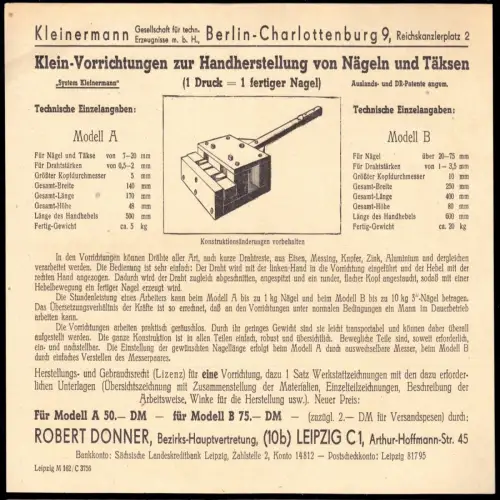 Kleinermann Gesellschaft für techn. Erzeugnisse m. b. H., Berlin-Charlottenburg 9, Reichskanzlerplatz 2
Klein-Vorrichtungen zur Handherstellung von Nägeln und Täksen
„System Kleinermann“ (1 Druck = 1 fertiger Nagel) Auslands- und DR-Patente angem.
Technische Einzelangaben:
Modell A
Für Nägel und Täkse von 7–20 mm
Für Drahtstärken von 0,5–2 mm
Größter Kopfdurchmesser 5 mm
Gesamt-Breite 140 mm
Gesamt-Länge 170 mm
Gesamt-Höhe 48 mm
Länge des Handhebels 500 mm
Fertig-Gewicht ca. 5 kg
Technische Einzelangaben:
Modell B
Für Nägel über 20–75 mm
Für Drahtstärken von 1–3,5 mm
Größter Kopfdurchmesser 10 mm
Gesamt-Breite 250 mm
Gesamt-Länge 400 mm
Gesamt-Höhe 80 mm
Länge des Handhebels 600 mm
Fertig-Gewicht ca. 20 kg
Konstruktionsänderungen vorbehalten
In den Vorrichtungen können Drähte aller Art, auch kurze Drahtreste, aus Eisen, Messing, Kupfer, Zink, Aluminium und dergleichen
verarbeitet werden. Die Bedienung ist sehr einfach: Der Draht wird mit der linken Hand in die Vorrichtung eingeführt und der Hebel mit der
rechten Hand angezogen. Dadurch wird der Draht zugleich abgeschnitten, angespitzt und ein runder, flacher Kopf angestaucht, sodaß mit einer
Hebelbewegung ein fertiger Nagel erzeugt wird.
Die Stundenleistung eines Arbeiters kann beim Modell A bis zu 1 kg Nägel und beim Modell B bis zu 10 kg 3"-Nägel betragen.
Das Übersetzungsverhältnis der Kräfte ist so errechnet, daß an den Vorrichtungen unter normalen Bedingungen ein Mann im Dauerbetrieb
arbeiten kann.
Die Vorrichtungen arbeiten praktisch geräuschlos. Durch ihr geringes Gewicht sind sie leicht transportabel und können daher überall
aufgestellt werden. Die ganze Konstruktion ist in allen Teilen einfach, robust und übersichtlich. Bewegliche Teile sind, soweit erforderlich,
ein- und nachstellbar. Die Einstellung der gewünschten Nagellänge erfolgt beim Modell A durch auswechselbare Messer, beim Modell B
durch einfaches Verstellen des Messerpaares.
Herstellungs- und Gebrauchsrecht (Lizenz) für eine Vorrichtung, dazu 1 Satz Werkstattzeichnungen mit den dazu erforder-
lichen Unterlagen (Übersichtszeichnung mit Zusammenstellung der Materialien, Einzelteilzeichnungen, Beschreibung der
Arbeitsweise, Winke für die Herstellung usw.). Neuer Preis:
Für Modell A 50.— DM — für Modell B 75.— DM — (zuzügl. 2.— DM für Versandspesen) durch:
ROBERT DONNER, Bezirks-Hauptvertretung, (10b) LEIPZIG C1, Arthur-Hoffmann-Str. 45
Bankkonto: Sächsische Landeskreditbank Leipzig, Zahlstelle 2, Konto 14812 — Postscheckkonto: Leipzig 81795
Leipzig M 162/C 3756